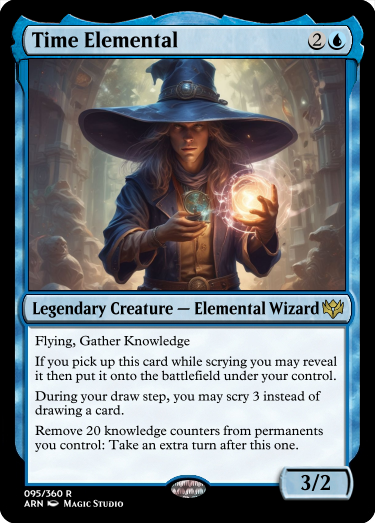 Time Elemental
2
Legendary Creature — Elemental Wizard
Flying, Gather Knowledge
If you pick up this card while scrying you may reveal
it then put it onto the battlefield under your control.
During your draw step, you may scry 3 instead of
drawing a card.
Remove 20 knowledge counters from permanents
you control: Take an extra turn after this one.
3/2
095/360 R
ARN Magic Studio